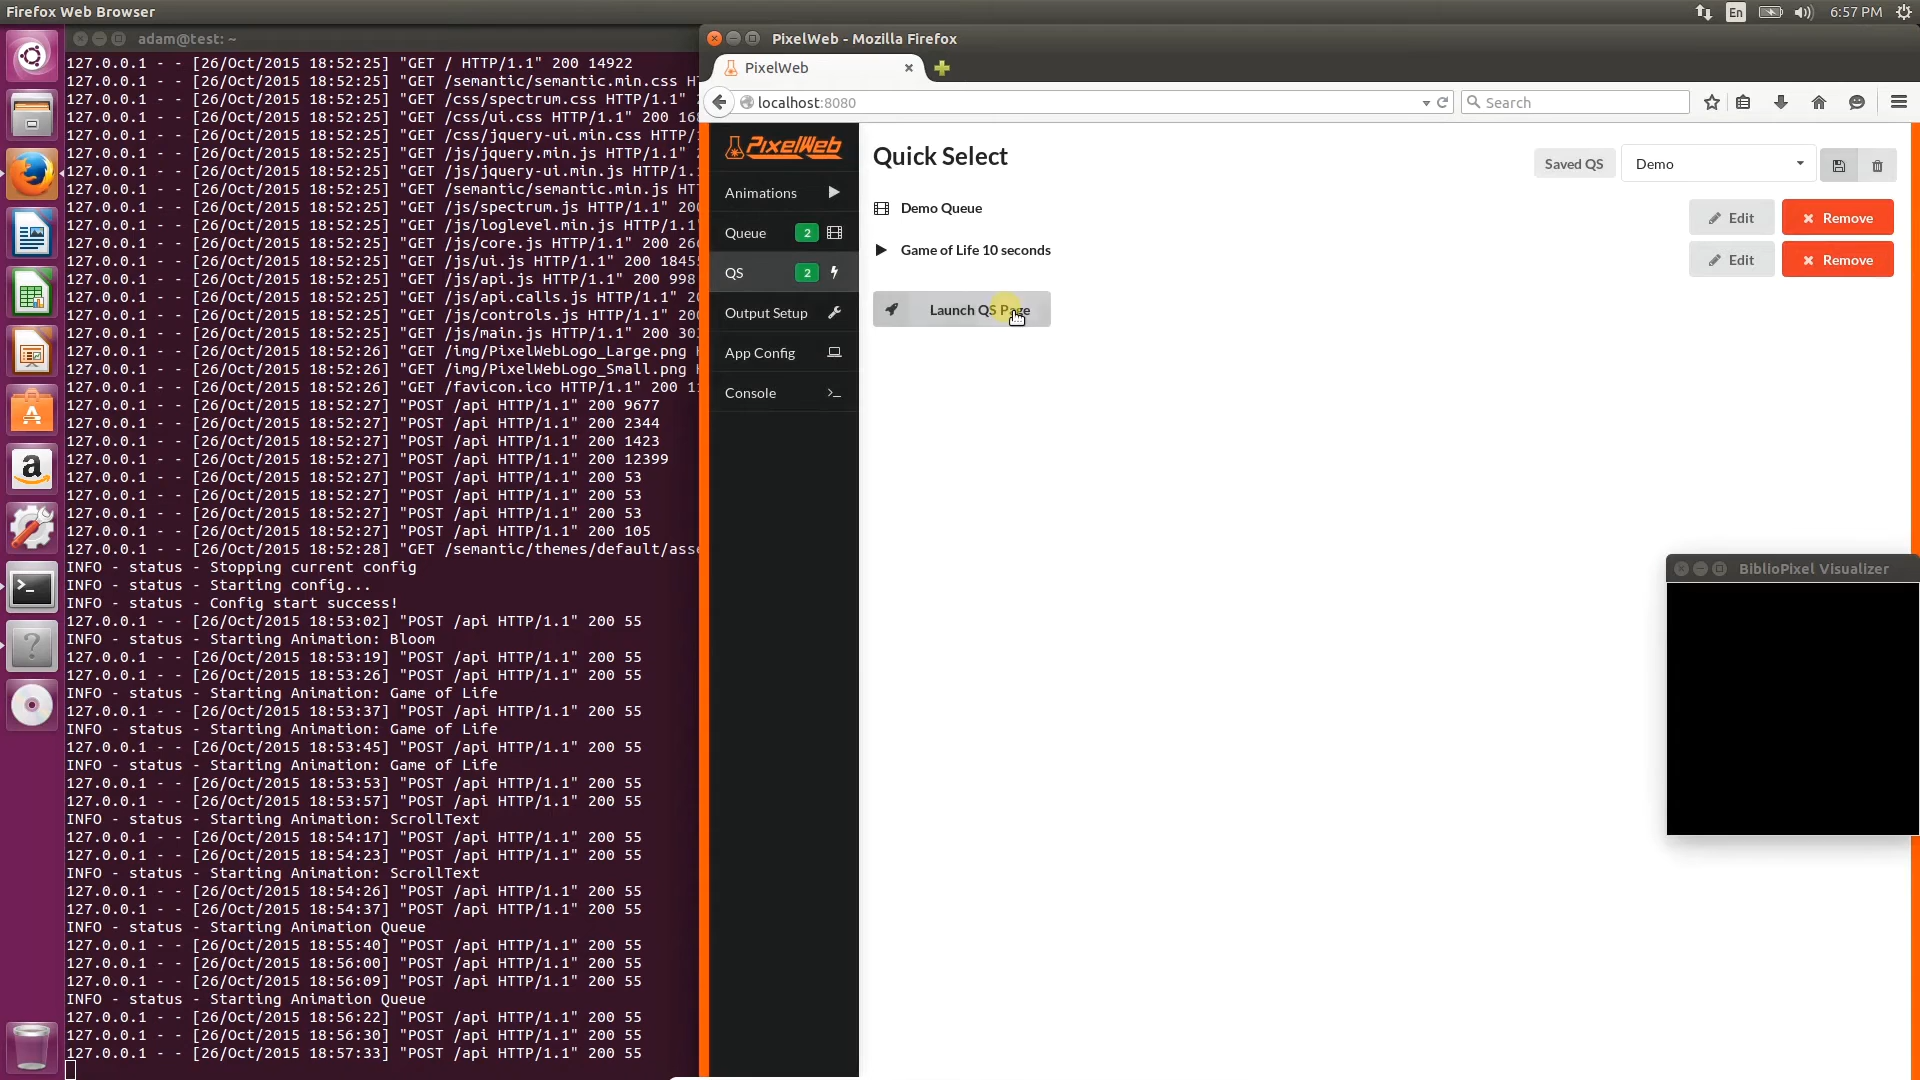 Firefox Web Browser
En
6:57 PM
adam@test: ~
127.0.0.1 - - [26/Oct/2015 18:52:25] "GET / HTTP/1.1" 200 14922
127.0.0.1 - - [26/Oct/2015 18:52:25] "GET /semantic/semantic.min.css H
127.0.0.1 - - [26/Oct/2015 18:52:25] "GET /css/spectrum.css HTTP/1.1"
127.0.0.1 - - [26/Oct/2015 18:52:25] "GET /css/ui.css HTTP/1.1" 200 16
127.0.0.1 - - [26/Oct/2015 18:52:25] "GET /css/jquery-ui.min.css HTTP/
127.0.0.1 - - [26/Oct/2015 18:52:25] "GET /js/jquery.min.js HTTP/1.1"
127.0.0.1 - - [26/Oct/2015 18:52:25] "GET /js/jquery-ui.min.js HTTP/1.
127.0.0.1 - - [26/Oct/2015 18:52:25] "GET /semantic/semantic.min.js HT
127.0.0.1 - - [26/Oct/2015 18:52:25] "GET /js/spectrum.js HTTP/1.1" 20
127.0.0.1 - - [26/Oct/2015 18:52:25] "GET /js/loglevel.min.js HTTP/1.1
127.0.0.1 - - [26/Oct/2015 18:52:25] "GET /js/core.js HTTP/1.1" 200 26
127.0.0.1 - - [26/Oct/2015 18:52:25] "GET /js/ui.js HTTP/1.1" 200 1845
127.0.0.1 - - [26/Oct/2015 18:52:25] "GET /js/api.js HTTP/1.1" 200 998
127.0.0.1 - - [26/Oct/2015 18:52:25] "GET /js/api.calls.js HTTP/1.1" 2
127.0.0.1 - - [26/Oct/2015 18:52:25] "GET /js/controls.js HTTP/1.1" 20
127.0.0.1 - - [26/Oct/2015 18:52:25] "GET /js/main.js HTTP/1.1" 200 30
127.0.0.1 - - [26/Oct/2015 18:52:26] "GET /img/PixelWebLogo_Large.png
127.0.0.1 - - [26/Oct/2015 18:52:26] "GET /img/PixelWebLogo_Small.png
127.0.0.1 - - [26/Oct/2015 18:52:26] "GET /favicon.ico HTTP/1.1" 200 1
127.0.0.1 - - [26/Oct/2015 18:52:27] "POST /api HTTP/1.1" 200 9677
127.0.0.1 - - [26/Oct/2015 18:52:27] "POST /api HTTP/1.1" 200 2344
127.0.0.1 - - [26/Oct/2015 18:52:27] "POST /api HTTP/1.1" 200 1423
127.0.0.1 - - [26/Oct/2015 18:52:27] "POST /api HTTP/1.1" 200 12399
127.0.0.1 - - [26/Oct/2015 18:52:27] "POST /api HTTP/1.1" 200 53
127.0.0.1 - - [26/Oct/2015 18:52:27] "POST /api HTTP/1.1" 200 53
127.0.0.1 - - [26/Oct/2015 18:52:27] "POST /api HTTP/1.1" 200 53
127.0.0.1 - - [26/Oct/2015 18:52:27] "POST /api HTTP/1.1" 200 105
127.0.0.1 - - [26/Oct/2015 18:52:28] "GET /semantic/themes/default/ass
INFO - status - Stopping current config
INFO - status - Starting config...
INFO - status - Config start success!
127.0.0.1 - - [26/Oct/2015 18:53:02] "POST /api HTTP/1.1" 200 55
INFO - status - Starting Animation: Bloom
127.0.0.1 - - [26/Oct/2015 18:53:19] "POST /api HTTP/1.1" 200 55
127.0.0.1 - - [26/Oct/2015 18:53:26] "POST /api HTTP/1.1" 200 55
INFO - status - Starting Animation: Game of Life
127.0.0.1 - - [26/Oct/2015 18:53:37] "POST /api HTTP/1.1" 200 55
INFO - status - Starting Animation: Game of Life
127.0.0.1 - - [26/Oct/2015 18:53:45] "POST /api HTTP/1.1" 200 55
INFO - status - Starting Animation: Game of Life
127.0.0.1 - - [26/Oct/2015 18:53:53] "POST /api HTTP/1.1" 200 55
127.0.0.1 - - [26/Oct/2015 18:53:57] "POST /api HTTP/1.1" 200 55
INFO - status - Starting Animation: ScrollText
127.0.0.1 - - [26/Oct/2015 18:54:17] "POST /api HTTP/1.1" 200 55
127.0.0.1 - - [26/Oct/2015 18:54:23] "POST /api HTTP/1.1" 200 55
INFO - status - Starting Animation: ScrollText
127.0.0.1 - - [26/Oct/2015 18:54:26] "POST /api HTTP/1.1" 200 55
127.0.0.1 - - [26/Oct/2015 18:54:37] "POST /api HTTP/1.1" 200 55
INFO - status - Starting Animation Queue
127.0.0.1 - - [26/Oct/2015 18:55:40] "POST /api HTTP/1.1" 200 55
127.0.0.1 - - [26/Oct/2015 18:56:00] "POST /api HTTP/1.1" 200 55
127.0.0.1 - - [26/Oct/2015 18:56:09] "POST /api HTTP/1.1" 200 55
INFO - status - Starting Animation Queue
127.0.0.1 - - [26/Oct/2015 18:56:22] "POST /api HTTP/1.1" 200 55
127.0.0.1 - - [26/Oct/2015 18:56:30] "POST /api HTTP/1.1" 200 55
127.0.0.1 - - [26/Oct/2015 18:57:33] "POST /api HTTP/1.1" 200 55
PixelWeb - Mozilla Firefox
PixelWeb
localhost:8080
Search
PixelWeb
Animations
Queue 2
QS 2
Output Setup
App Config
Console
Quick Select
Saved QS
Demo
Demo Queue
Edit
Remove
Game of Life 10 seconds
Edit
Remove
Launch QS Page
BiblioPixel Visualizer